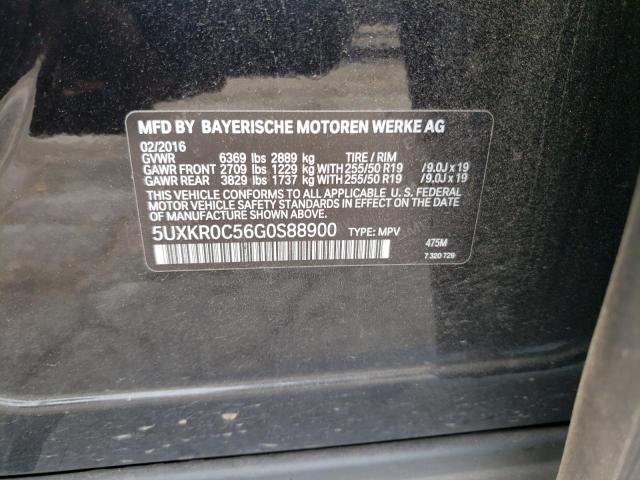 MFD BY BAYERISCHE MOTOREN WERKE AG
02/2016
GVWR 6369 lbs 2889 kg TIRE / RIM
GAWR FRONT 2709 lbs 1229 kg WITH 255/50 R19 /9.0J x 19
GAWR REAR 3829 lbs 1737 kg WITH 255/50 R19 /9.0J x 19
THIS VEHICLE CONFORMS TO ALL APPLICABLE U.S. FEDERAL
MOTOR VEHICLE SAFETY STANDARDS IN EFFECT ON THE DATE
OF MANUFACTURE SHOWN ABOVE.
5UXKR0C56G0S88900 TYPE: MPV
475M
7 320 729